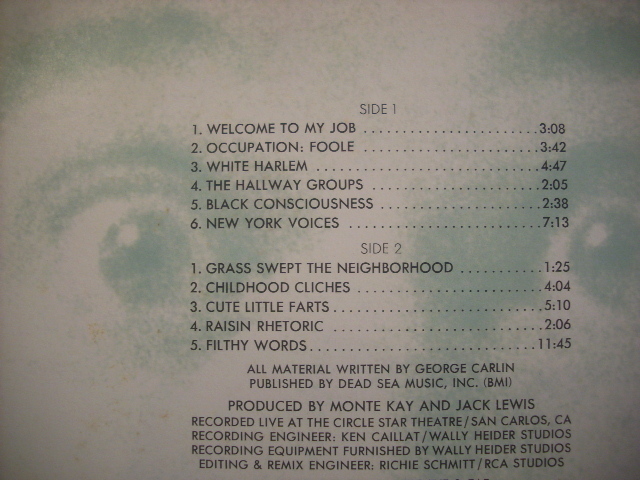 SIDE 1
1. WELCOME TO MY JOB ........................3:08
2. OCCUPATION: FOOLE ........................3:42
3. WHITE HARLEM ..............................4:47
4. THE HALLWAY GROUPS .......................2:05
5. BLACK CONSCIOUSNESS ......................2:38
6. NEW YORK VOICES ...........................7:13
SIDE 2
1. GRASS SWEPT THE NEIGHBORHOOD ...........1:25
2. CHILDHOOD CLICHES .........................4:04
3. CUTE LITTLE FARTS ............................5:10
4. RAISIN RHETORIC ............................2:06
5. FILTHY WORDS ..............................11:45
ALL MATERIAL WRITTEN BY GEORGE CARLIN
PUBLISHED BY DEAD SEA MUSIC, INC. (BMI)
PRODUCED BY MONTE KAY AND JACK LEWIS
RECORDED LIVE AT THE CIRCLE STAR THEATRE/SAN CARLOS, CA
RECORDING ENGINEER: KEN CAILLAT/WALLY HEIDER STUDIOS
RECORDING EQUIPMENT FURNISHED BY WALLY HEIDER STUDIOS
EDITING & REMIX ENGINEER: RICHIE SCHMITT/RCA STUDIOS